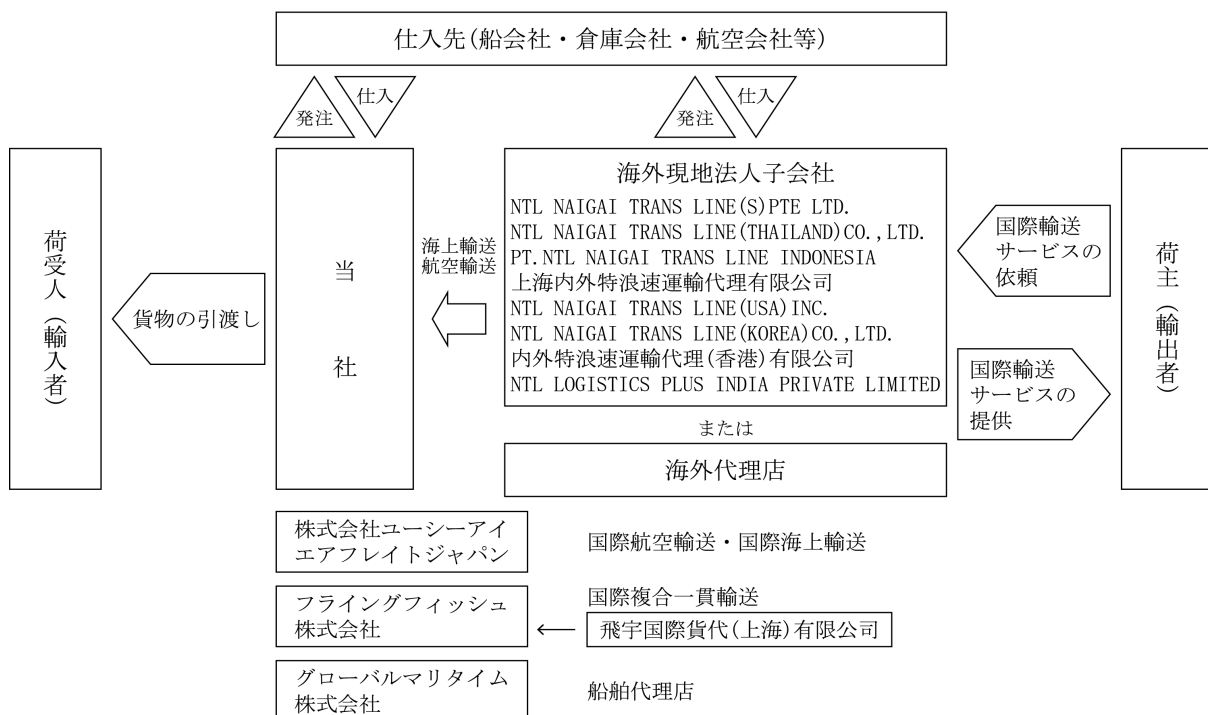 仕入先(船会社・倉庫会社・航空会社等)
発注
仕入
発注
仕入
荷受人（輸入者）
貨物の引渡し
当社
海上輸送
航空輸送
海外現地法人子会社
NTL NAIGAI TRANS LINE(S)PTE LTD.
NTL NAIGAI TRANS LINE(THAILAND)CO.,LTD.
PT.NTL NAIGAI TRANS LINE INDONESIA
上海内外特浪速運輸代理有限公司
NTL NAIGAI TRANS LINE(USA)INC.
NTL NAIGAI TRANS LINE(KOREA)CO.,LTD.
内外特浪速運輸代理(香港)有限公司
NTL LOGISTICS PLUS INDIA PRIVATE LIMITED
または
海外代理店
国際輸送
サービスの
依頼
国際輸送
サービスの
提供
荷主（輸出者）
株式会社ユーシーアイ
エアフレイトジャパン
国際航空輸送・国際海上輸送
フライングフィッシュ
株式会社
国際複合一貫輸送
飛宇国際貨代(上海)有限公司
グローバルマリタイム
株式会社
船舶代理店